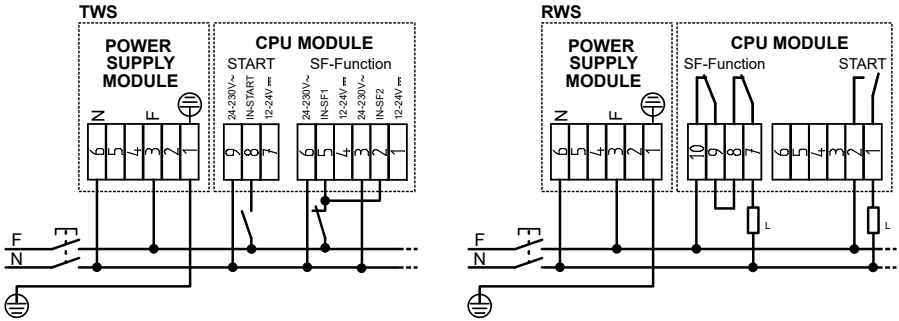 TWS
POWER
SUPPLY
MODULE
CPU MODULE
START
SF-Function
24-230V~
IN-START
12-24V ⎓
24-230V~
IN-SF1
12-24V ⎓
24-230V~
IN-SF2
12-24V ⎓
N
F
6 5 4 3 2 1
9 8 7
6 5 4 3 2 1
F
N
RWS
POWER
SUPPLY
MODULE
CPU MODULE
SF-Function
START
N
F
6 5 4 3 2 1
10 9 8 7
6 5 4 3 2 1
L
L
F
N